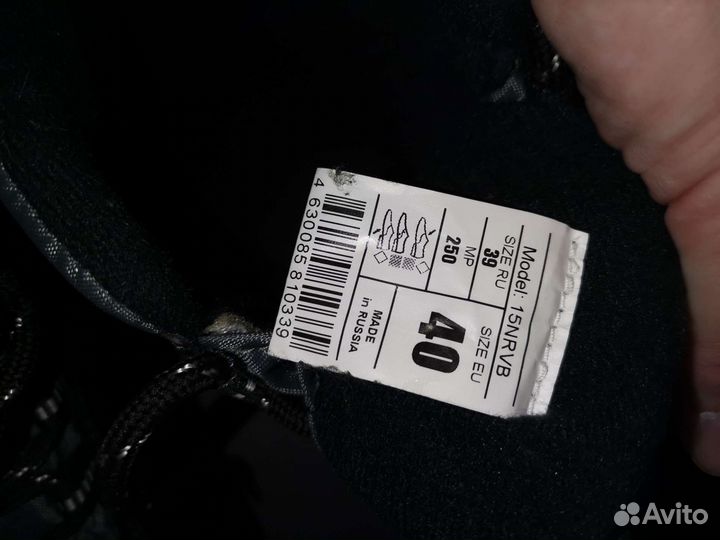 Model: 15NRVB
SIZE RU
39
MP
250
SIZE EU
40
MADE
in RUSSIA
4 630085 810339
Avito